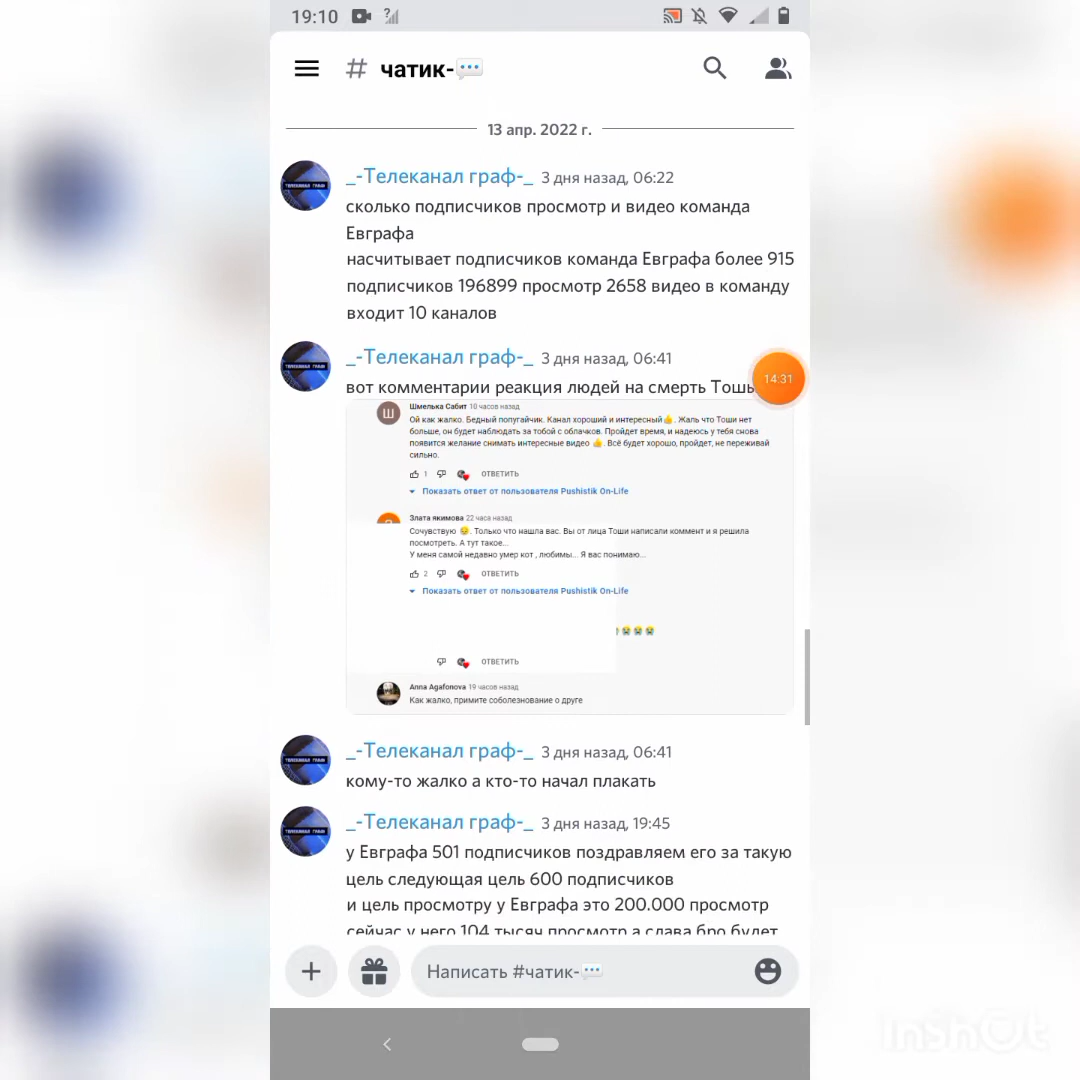 19:10
# чатик-💬
13 апр. 2022 г.
_-Телеканал граф-_ 3 дня назад, 06:22
сколько подписчиков просмотр и видео команда
Евграфа
насчитывает подписчиков команда Евграфа более 915
подписчиков 196899 просмотр 2658 видео в команду
входит 10 каналов
_-Телеканал граф-_ 3 дня назад, 06:41
вот комментарии реакция людей на смерть Тошы
14:31
Ш
Шмелька Сабит 10 часов назад
Ой как жалко. Бедный попугайчик. Канал хороший и интересный👍. Жаль что Тоши нет
больше, он будет наблюдать за тобой с облачков. Пройдет время, и надеюсь у тебя снова
появится желание снимать интересные видео 👍. Всё будет хорошо, пройдет, не переживай
сильно.
1 ОТВЕТИТЬ
Показать ответ от пользователя Pushistik On-Life
Злата якимова 22 часа назад
Сочувствую 😢. Только что нашла вас. Вы от лица Тоши написали коммент и я решила
посмотреть. А тут такое...
У меня самой недавно умер кот , любимы... Я вас понимаю...
2 ОТВЕТИТЬ
Показать ответ от пользователя Pushistik On-Life
😭😭😭
ОТВЕТИТЬ
Anna Agafonova 19 часов назад
Как жалко, примите соболезнование о друге
_-Телеканал граф-_ 3 дня назад, 06:41
кому-то жалко а кто-то начал плакать
_-Телеканал граф-_ 3 дня назад, 19:45
у Евграфа 501 подписчиков поздравляем его за такую
цель следующая цель 600 подписчиков
и цель просмотру у Евграфа это 200.000 просмотр
сейчас у него 104 тысяч просмотр а слава бро будет
Написать #чатик-💬
InShOt